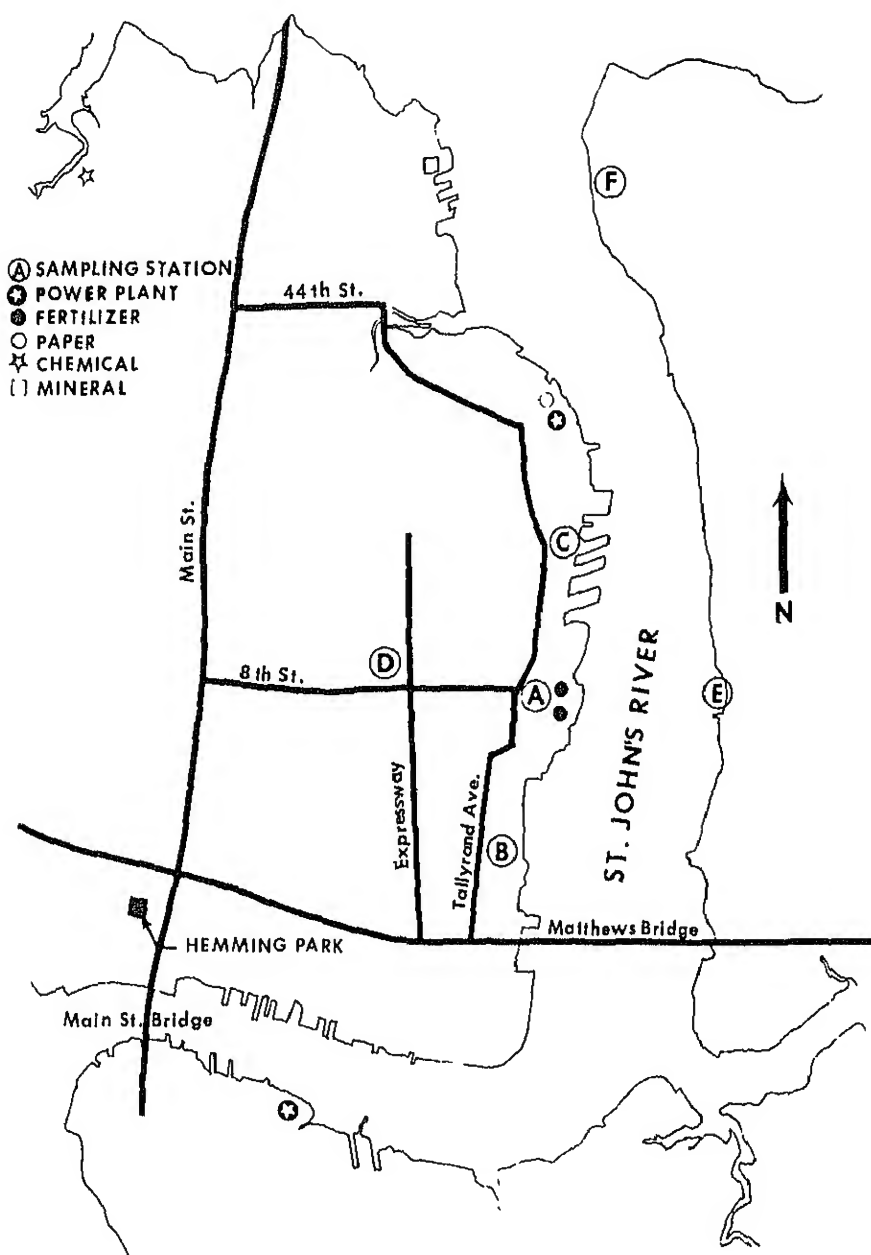 F
A SAMPLING STATION
POWER PLANT
FERTILIZER
PAPER
CHEMICAL
MINERAL
44th St.
Main St.
C
N
D
8th St.
A
E
ST. JOHN'S RIVER
Expressway
Tallyrand Ave.
B
Matthews Bridge
HEMMING PARK
Main St. Bridge